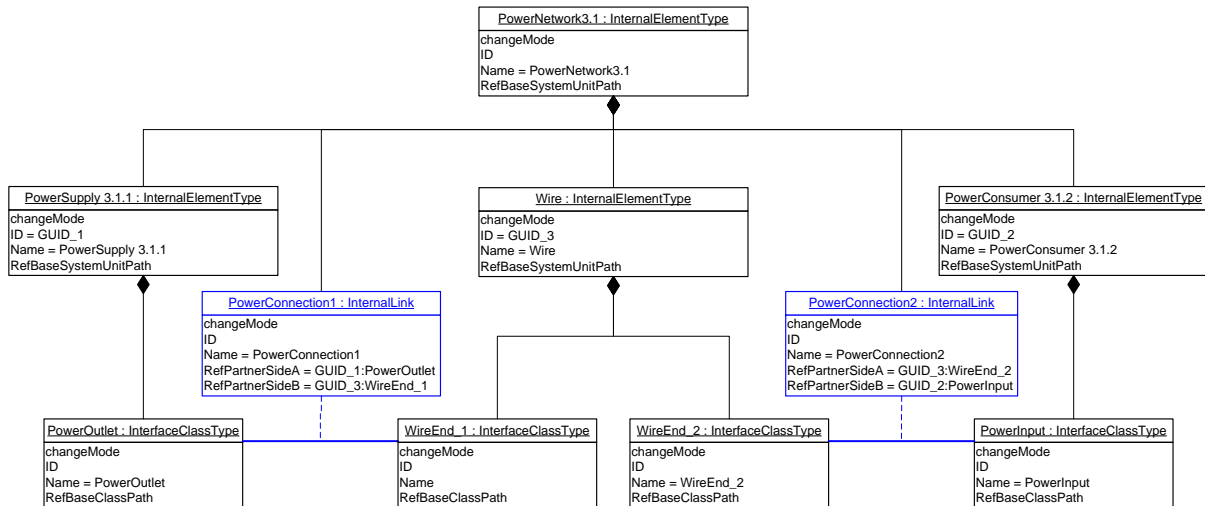 PowerNetwork3.1 : InternalElementType
changeMode
ID
Name = PowerNetwork3.1
RefBaseSystemUnitPath
PowerSupply 3.1.1 : InternalElementType
changeMode
ID = GUID_1
Name = PowerSupply 3.1.1
RefBaseSystemUnitPath
Wire : InternalElementType
changeMode
ID = GUID_3
Name = Wire
RefBaseSystemUnitPath
PowerConsumer 3.1.2 : InternalElementType
changeMode
ID = GUID_2
Name = PowerConsumer 3.1.2
RefBaseSystemUnitPath
PowerConnection1 : InternalLink
changeMode
ID
Name = PowerConnection1
RefPartnerSideA = GUID_1:PowerOutlet
RefPartnerSideB = GUID_3:WireEnd_1
PowerConnection2 : InternalLink
changeMode
ID
Name = PowerConnection2
RefPartnerSideA = GUID_3:WireEnd_2
RefPartnerSideB = GUID_2:PowerInput
PowerOutlet : InterfaceClassType
changeMode
ID
Name = PowerOutlet
RefBaseClassPath
WireEnd_1 : InterfaceClassType
changeMode
ID
Name
RefBaseClassPath
WireEnd_2 : InterfaceClassType
changeMode
ID
Name = WireEnd_2
RefBaseClassPath
PowerInput : InterfaceClassType
changeMode
ID
Name = PowerInput
RefBaseClassPath